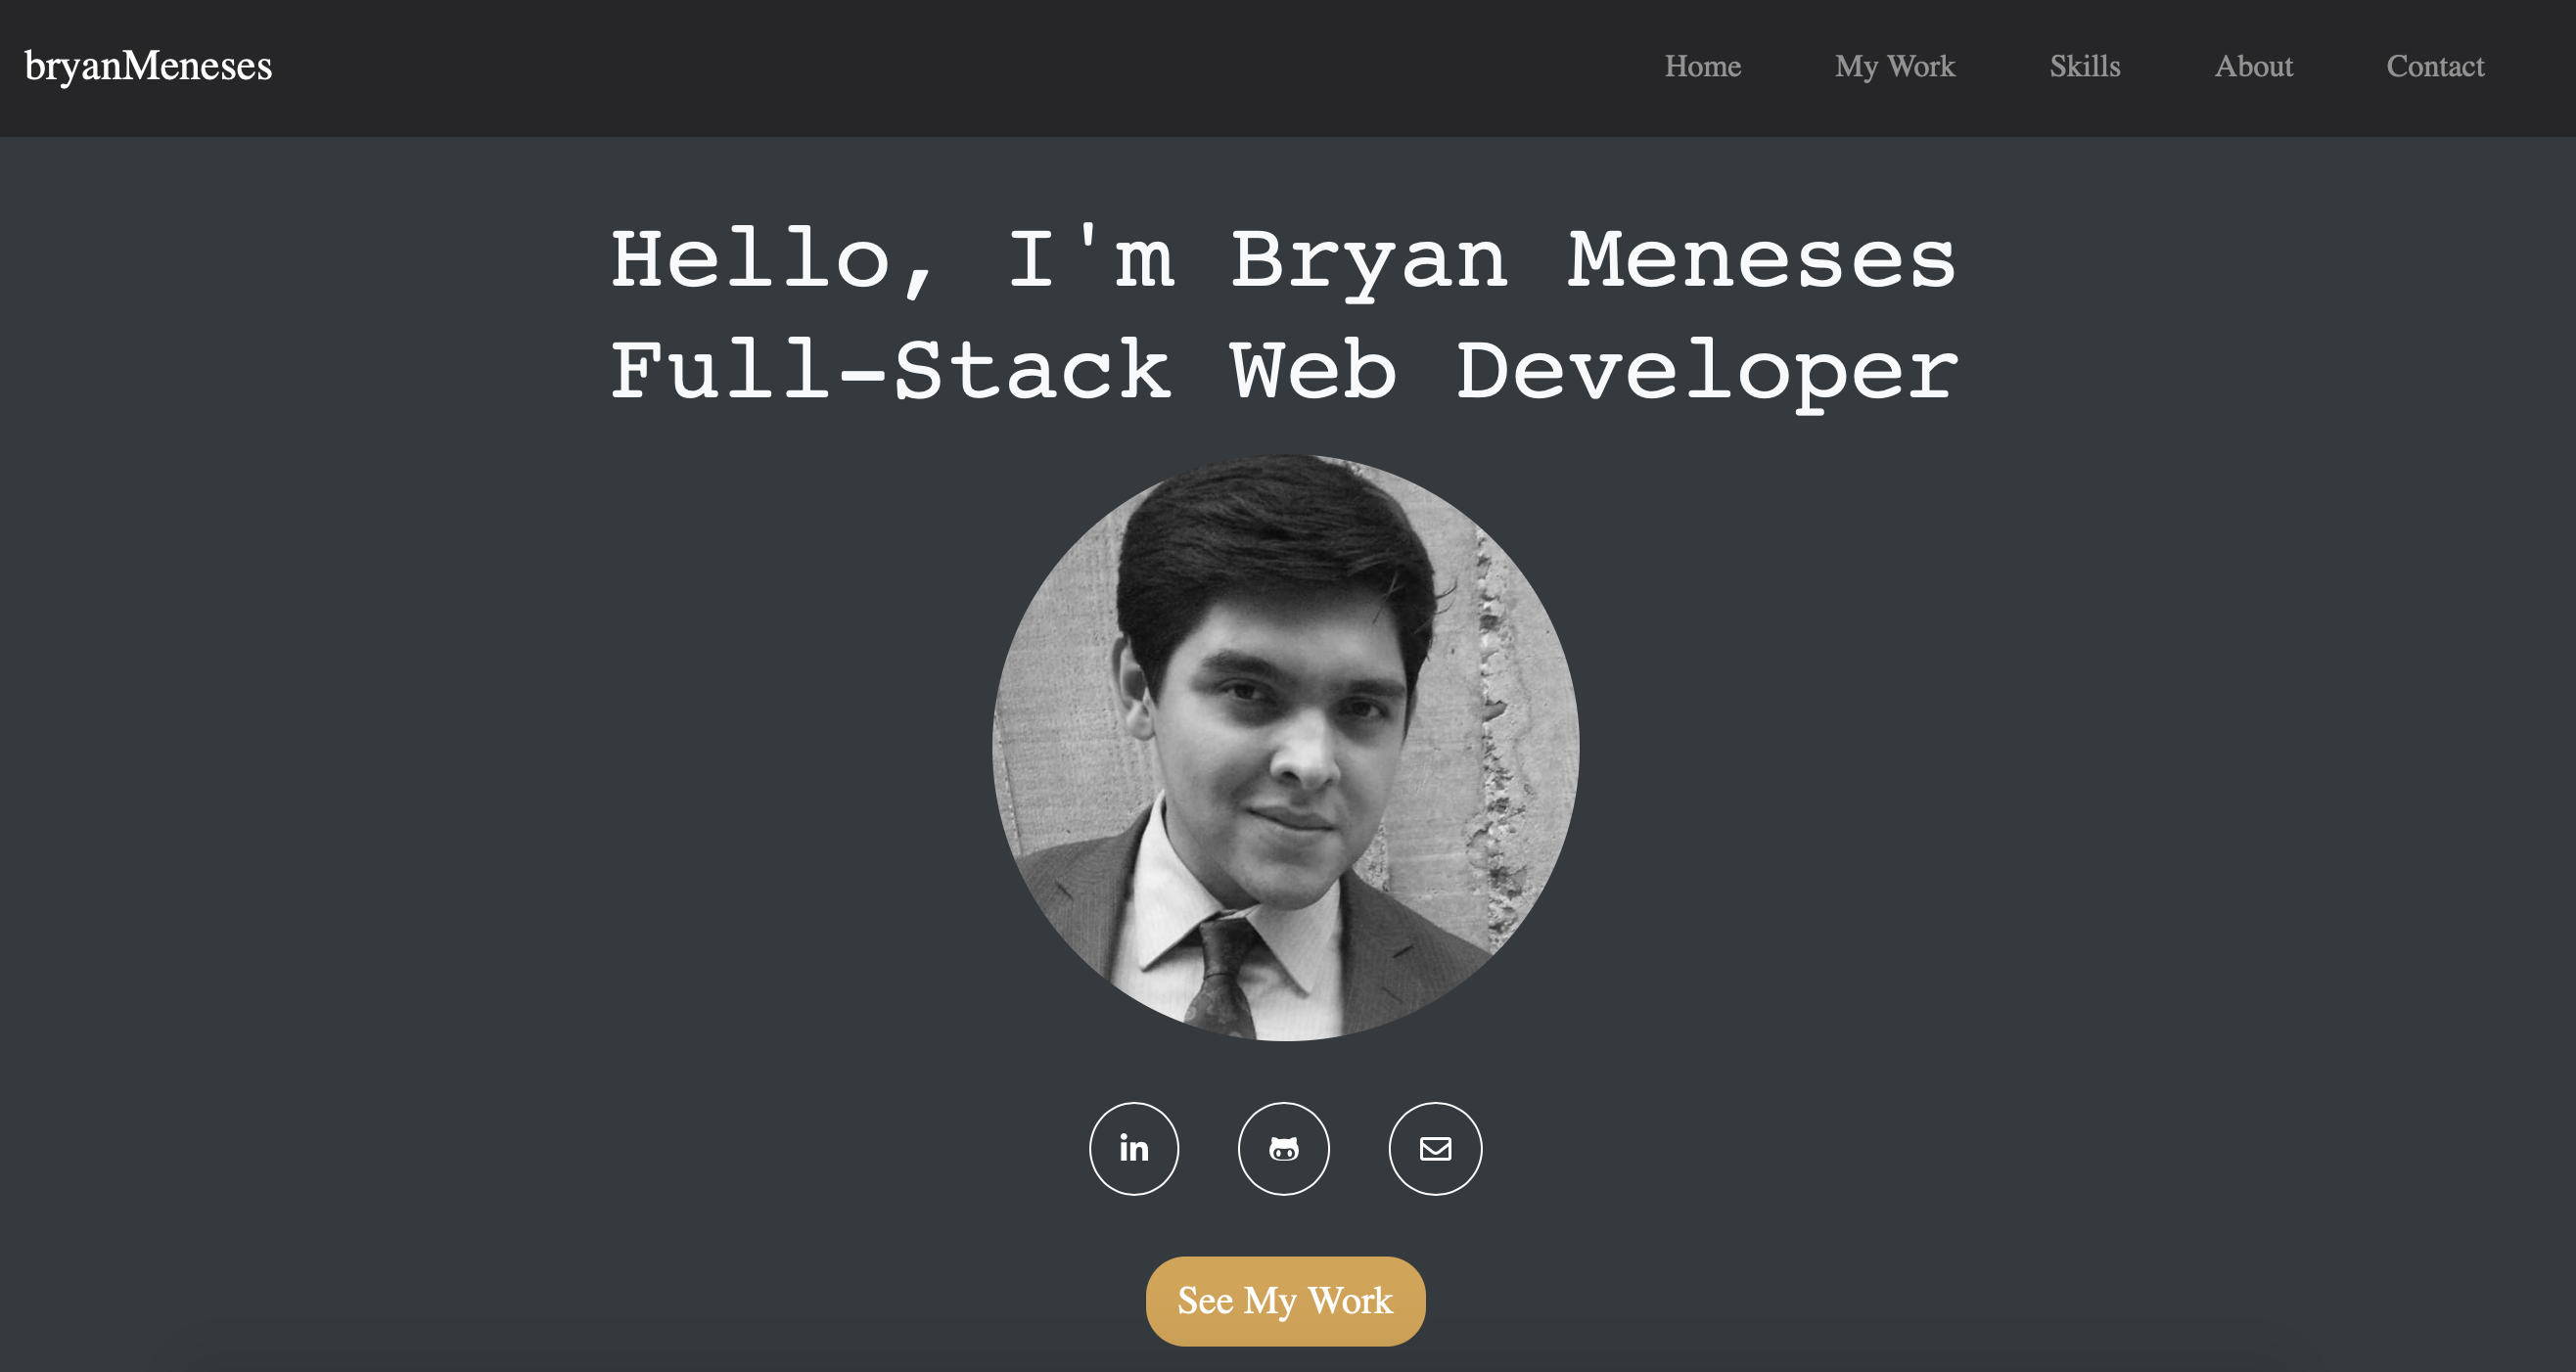 bryanMeneses
Home My Work Skills About Contact
Hello, I'm Bryan Meneses
Full-Stack Web Developer
in
See My Work